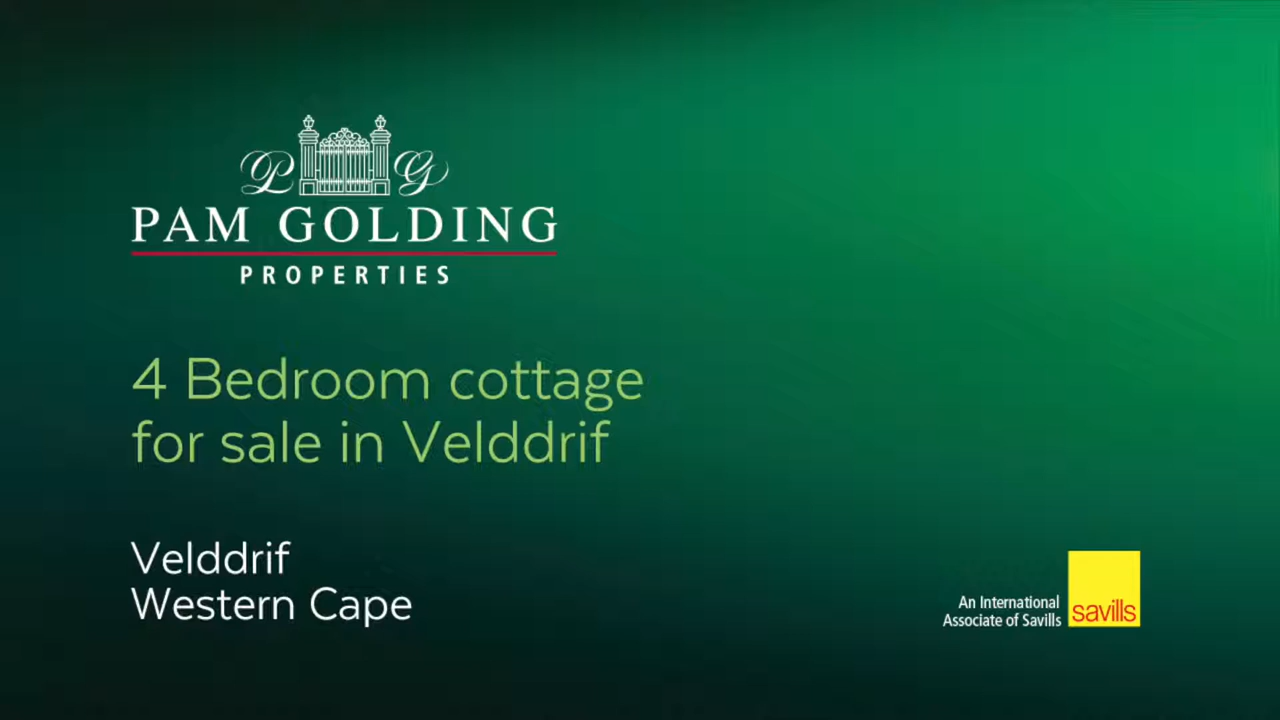 P G
PAM GOLDING
PROPERTIES
4 Bedroom cottage
for sale in Velddrif
Velddrif
Western Cape
An International
Associate of Savills
savills